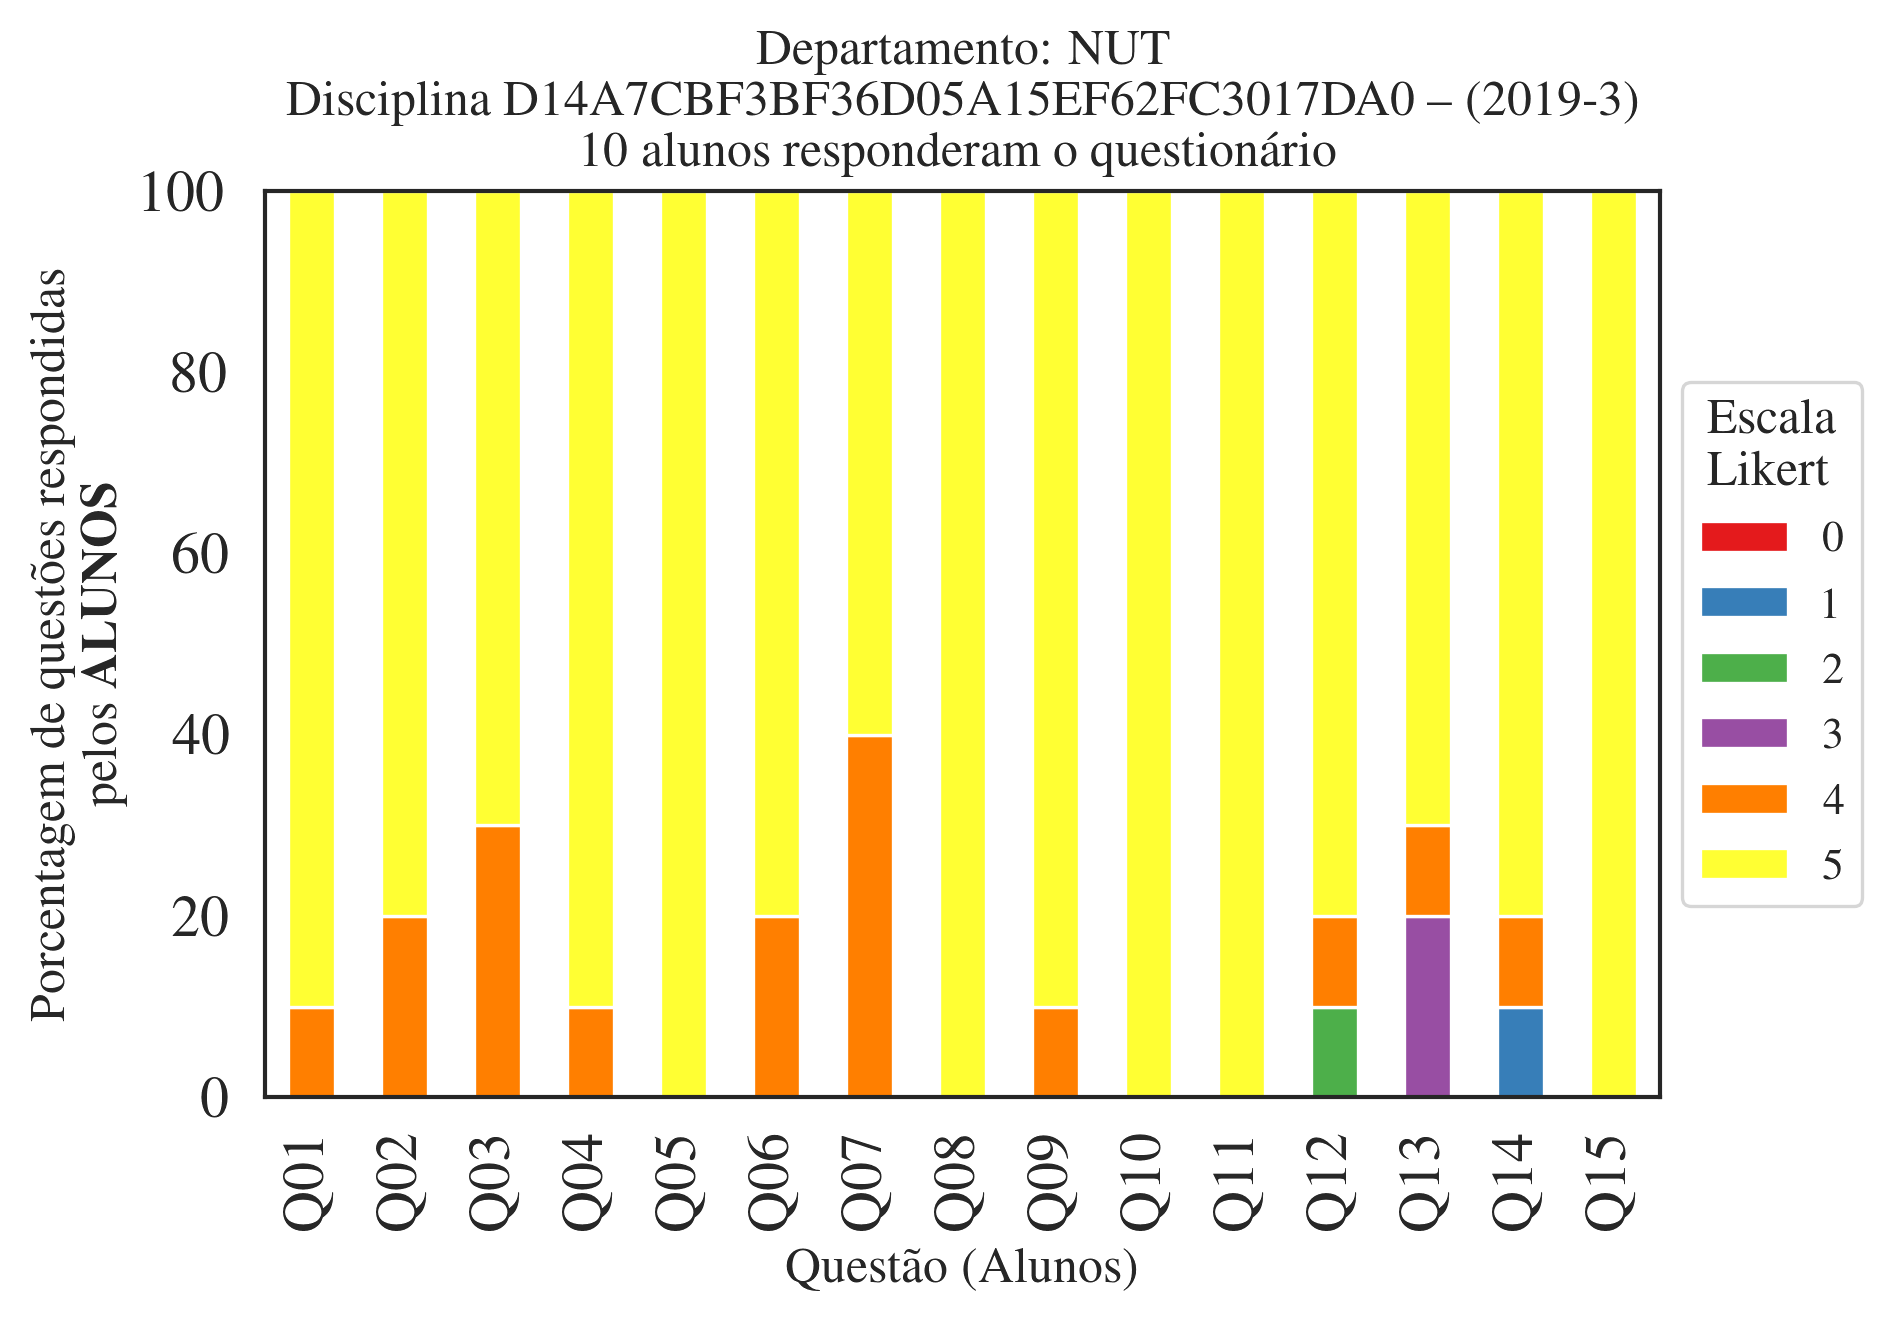 Departamento: NUT
Disciplina D14A7CBF3BF36D05A15EF62FC3017DA0 – (2019-3)
10 alunos responderam o questionário
Porcentagem de questões respondidas
pelos ALUNOS
100
80
60
40
20
0
Q01
Q02
Q03
Q04
Q05
Q06
Q07
Q08
Q09
Q10
Q11
Q12
Q13
Q14
Q15
Questão (Alunos)
Escala
Likert
0
1
2
3
4
5